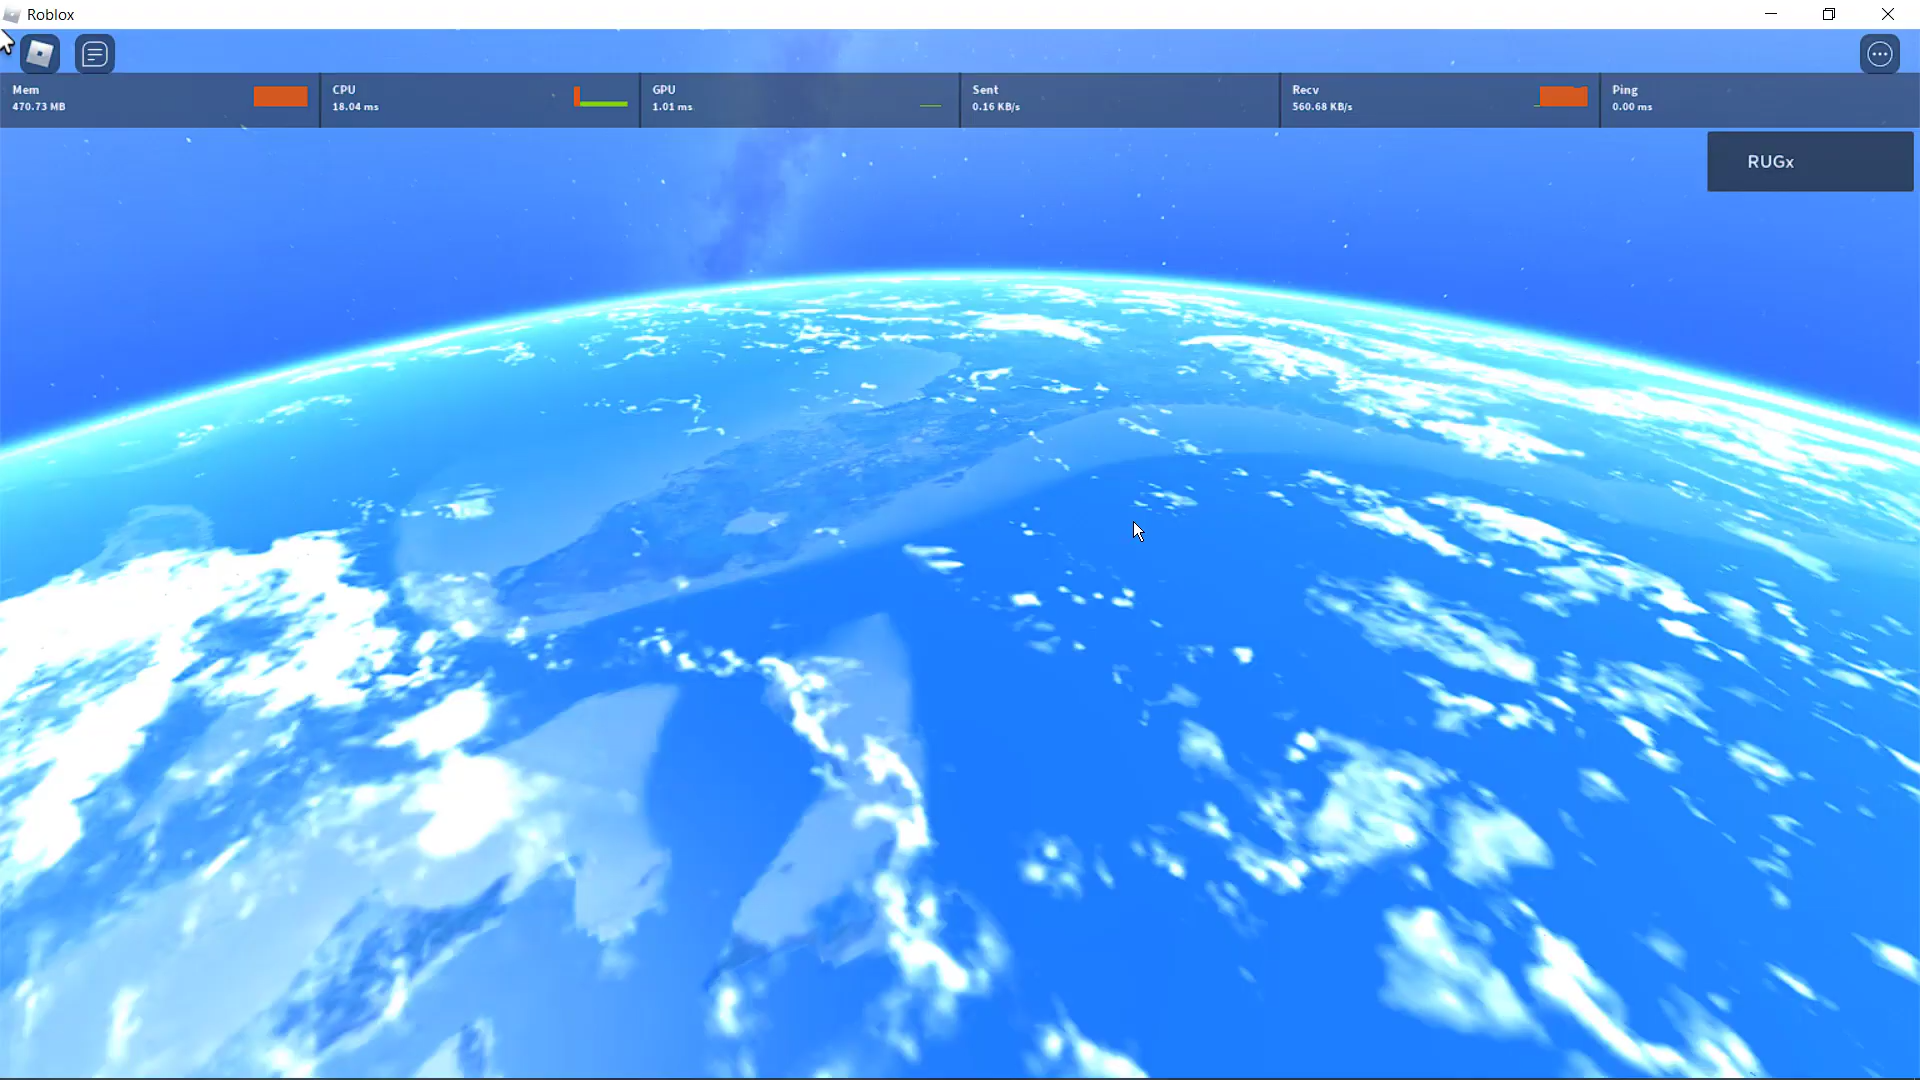 Roblox
Mem
470.73 MB
CPU
18.04 ms
GPU
1.01 ms
Sent
0.16 KB/s
Recv
560.68 KB/s
Ping
0.00 ms
RUGx